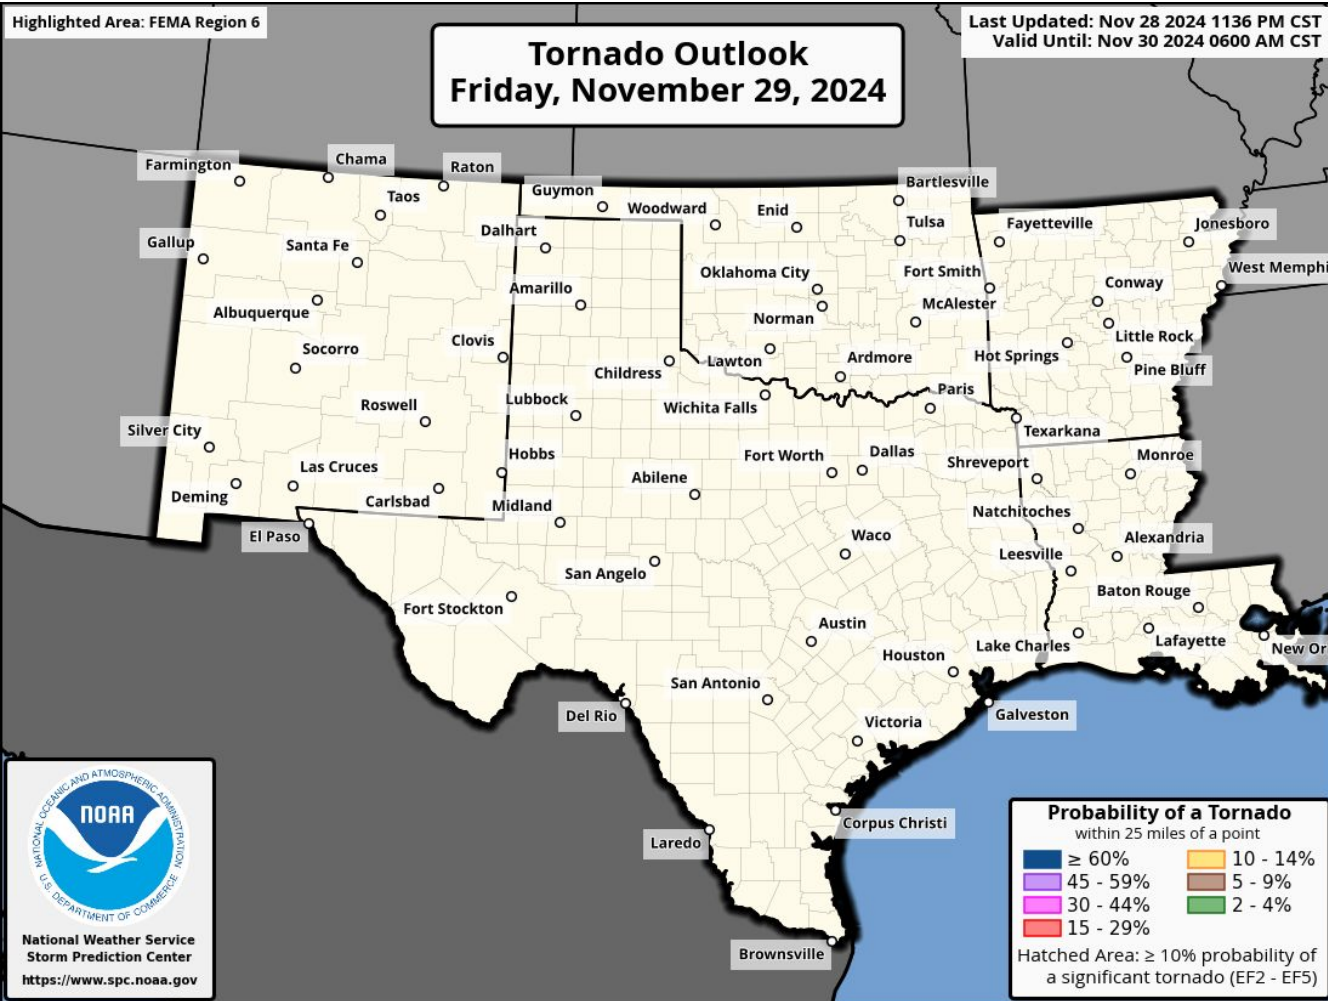 Highlighted Area: FEMA Region 6
Last Updated: Nov 28 2024 1136 PM CST
Valid Until: Nov 30 2024 0600 AM CST
Tornado Outlook
Friday, November 29, 2024
Farmington
Chama
Raton
Taos
Guymon
Woodward
Enid
Bartlesville
Tulsa
Fayetteville
Jonesboro
Gallup
Santa Fe
Dalhart
Oklahoma City
Fort Smith
West Memphi
Amarillo
Conway
Albuquerque
Norman
McAlester
Socorro
Clovis
Little Rock
Childress
Lawton
Ardmore
Hot Springs
Pine Bluff
Roswell
Lubbock
Wichita Falls
Paris
Silver City
Texarkana
Las Cruces
Hobbs
Abilene
Fort Worth
Dallas
Shreveport
Monroe
Deming
Carlsbad
Midland
Natchitoches
El Paso
Waco
Leesville
Alexandria
San Angelo
Fort Stockton
Baton Rouge
Austin
Houston
Lake Charles
Lafayette
New Or
San Antonio
Del Rio
Victoria
Galveston
Corpus Christi
Laredo
Brownsville
NATIONAL OCEANIC AND ATMOSPHERIC ADMINISTRATION
NOAA
U.S. DEPARTMENT OF COMMERCE
National Weather Service
Storm Prediction Center
https://www.spc.noaa.gov
Probability of a Tornado
within 25 miles of a point
≥ 60%
10 - 14%
45 - 59%
5 - 9%
30 - 44%
2 - 4%
15 - 29%
Hatched Area: ≥ 10% probability of
a significant tornado (EF2 - EF5)